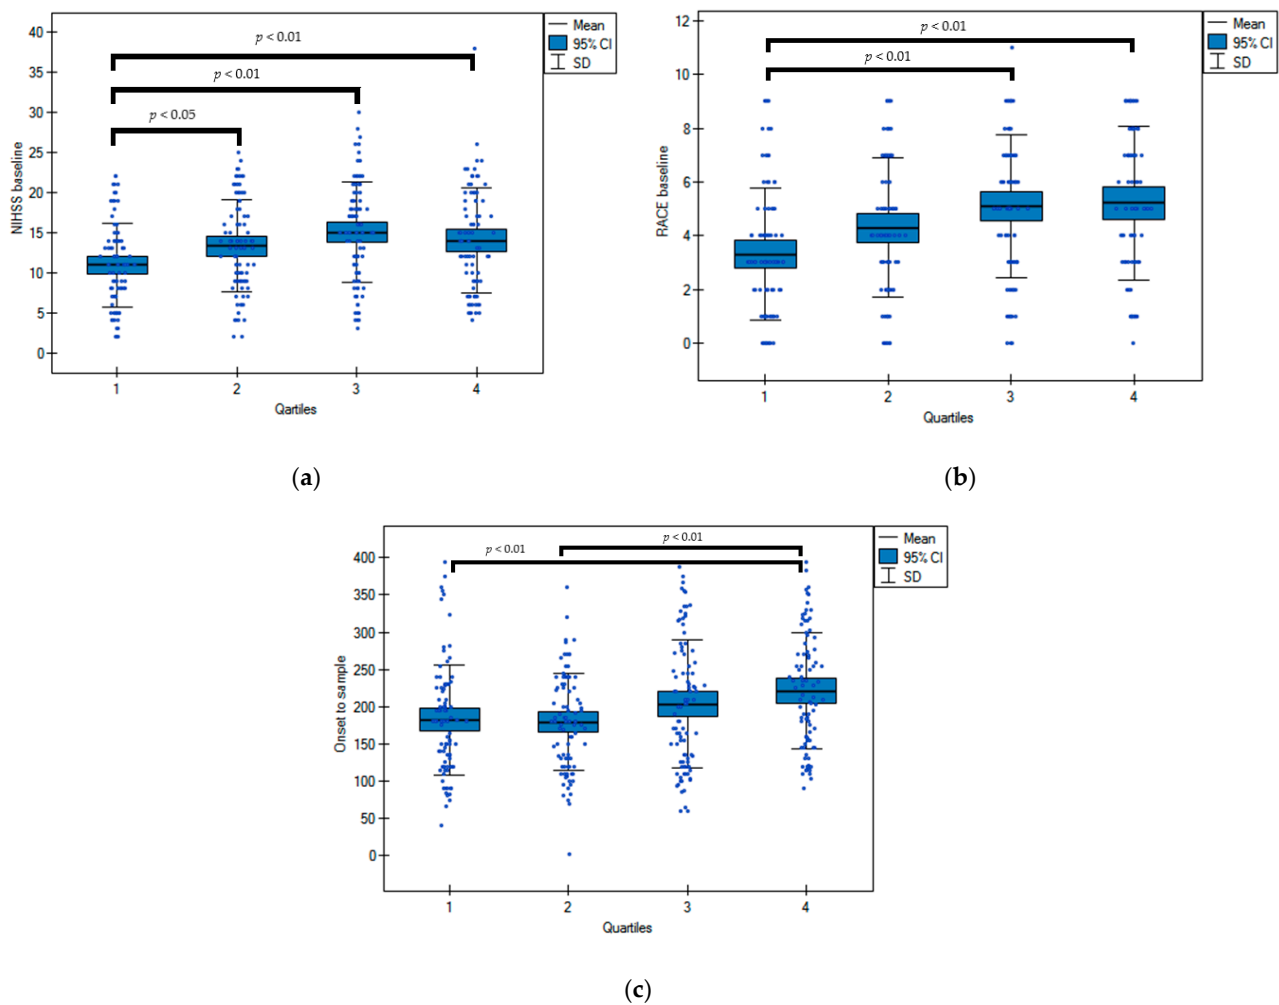 p < 0.01
p < 0.01
p < 0.05
Mean
95% CI
SD
NIHSS baseline
40
35
30
25
20
15
10
5
0
1 2 3 4
Qartiles
(a)
p < 0.01
p < 0.01
Mean
95% CI
SD
RACE baseline
12
10
8
6
4
2
0
1 2 3 4
Quartiles
(b)
p < 0.01
p < 0.01
Mean
95% CI
SD
Onset to sample
400
350
300
250
200
150
100
50
0
1 2 3 4
Quartiles
(c)